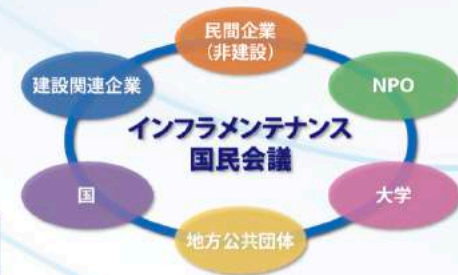 民間企業
(非建設)
建設関連企業
NPO
インフラメンテナンス
国民会議
国
大学
地方公共団体